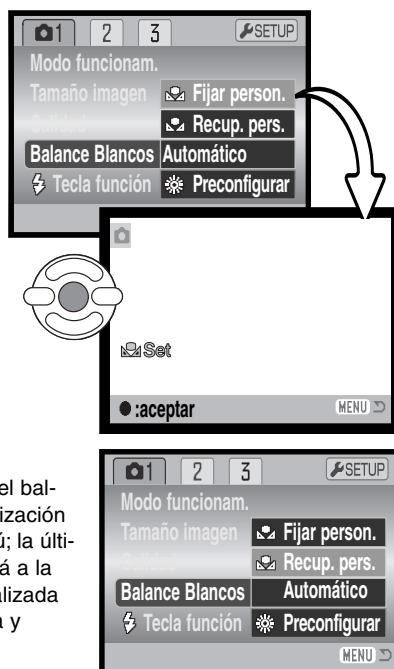 1 2 3 SETUP
Modo funcionam.
Tamaño imagen Fijar person.
Calidad Recup. pers.
Balance Blancos Automático
Tecla función Preconfigurar
Set
:aceptar MENU
el bal-
ización
ú; la últi-
á a la
alizada
a y
1 2 3 SETUP
Modo funcionam.
Tamaño imagen Fijar person.
Calidad Recup. pers.
Balance Blancos Automático
Tecla función Preconfigurar
MENU